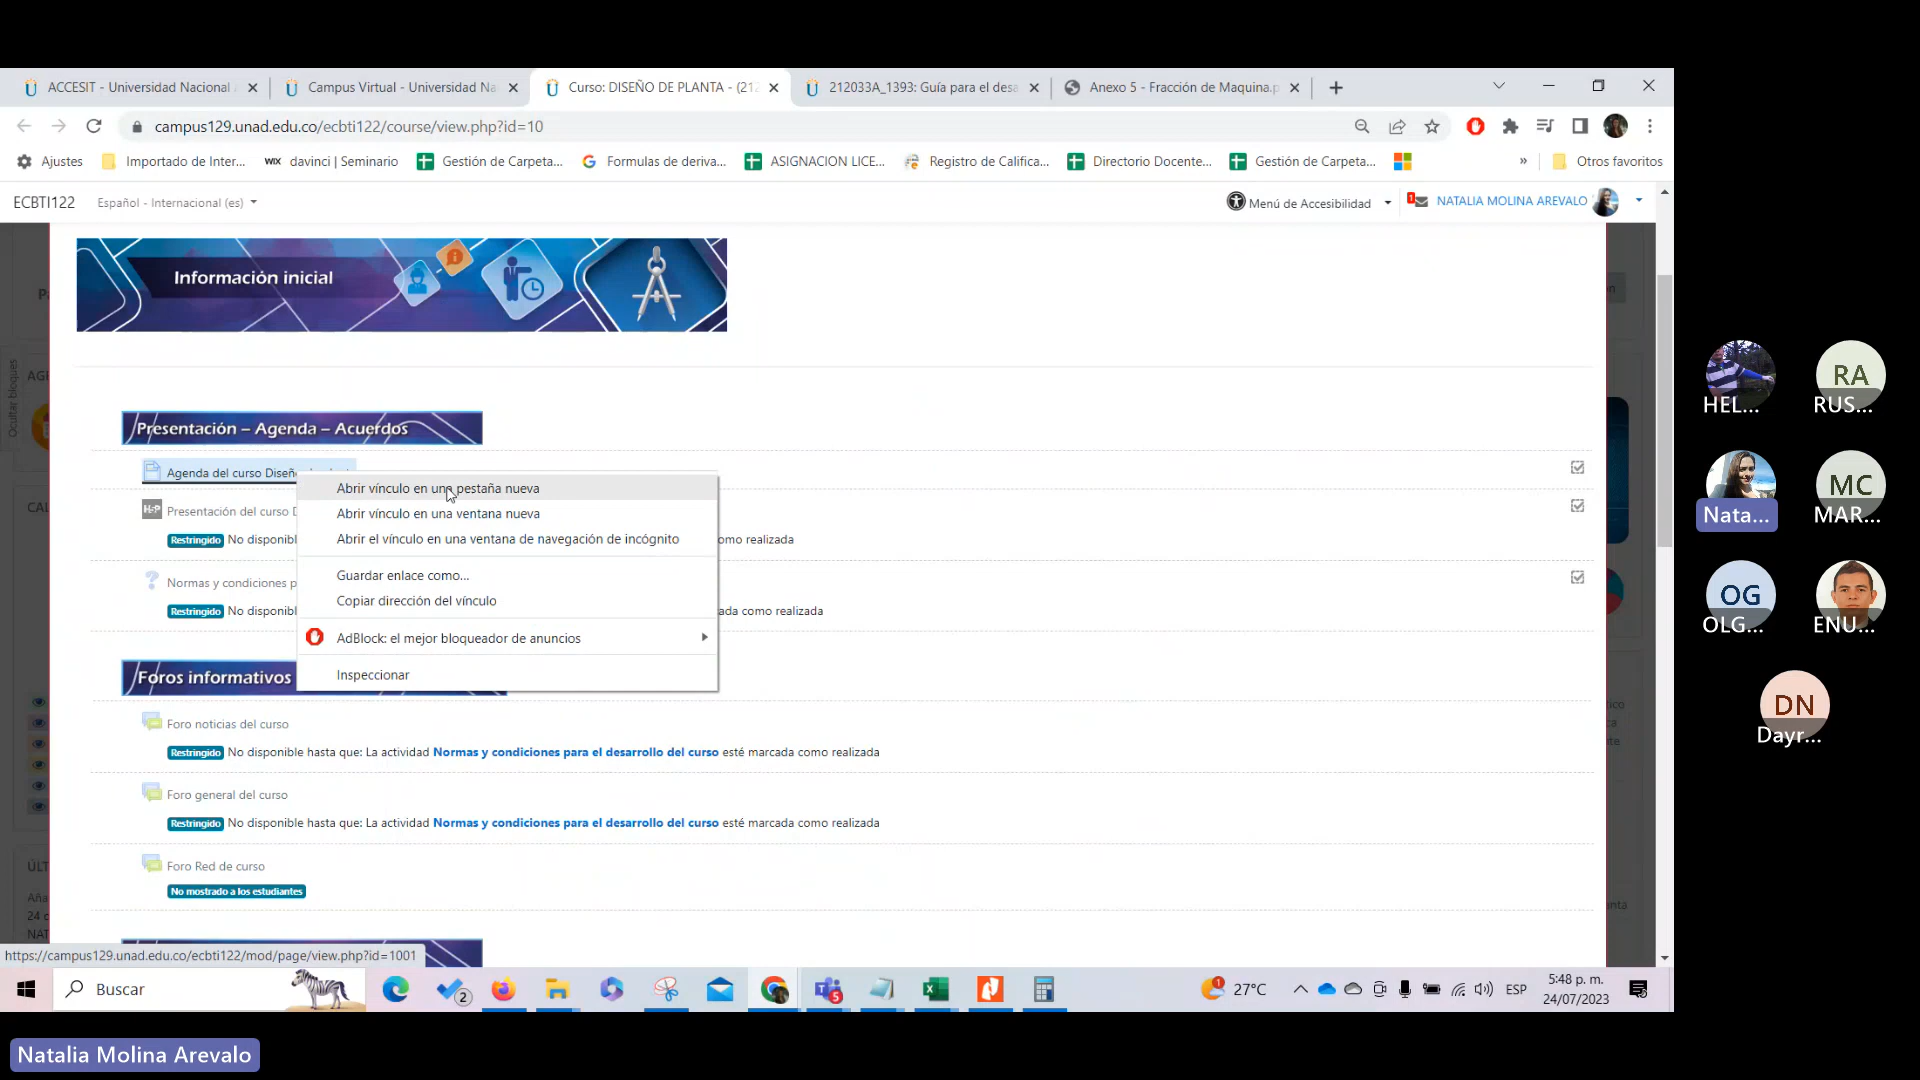 ACCESIT - Universidad Nacional
Campus Virtual - Universidad Na
Curso: DISEÑO DE PLANTA - (212
212033A_1393: Guía para el desa
Anexo 5 - Fracción de Maquina.p
campus129.unad.edu.co/ecbti122/course/view.php?id=10
Ajustes
Importado de Inter...
WiX davinci | Seminario
Gestión de Carpeta...
Formulas de deriva...
ASIGNACION LICE...
Registro de Califica...
Directorio Docente...
Gestión de Carpeta...
»
Otros favoritos
ECBTI122
Español - Internacional (es)
Menú de Accesibilidad
1
NATALIA MOLINA AREVALO
Información inicial
Ocultar bloques
Presentación – Agenda – Acuerdos
Agenda del curso Diseñ
Presentación del curso D
Restringido No disponibl
omo realizada
Normas y condiciones p
Restringido No disponibl
ada como realizada
Abrir vínculo en una pestaña nueva
Abrir vínculo en una ventana nueva
Abrir el vínculo en una ventana de navegación de incógnito
Guardar enlace como...
Copiar dirección del vínculo
AdBlock: el mejor bloqueador de anuncios
Inspeccionar
Foros informativos
Foro noticias del curso
Restringido No disponible hasta que: La actividad Normas y condiciones para el desarrollo del curso esté marcada como realizada
Foro general del curso
Restringido No disponible hasta que: La actividad Normas y condiciones para el desarrollo del curso esté marcada como realizada
Foro Red de curso
No mostrado a los estudiantes
https://campus129.unad.edu.co/ecbti122/mod/page/view.php?id=1001
Buscar
2
5
1
27°C
ESP
5:48 p. m.
24/07/2023
HEL...
RA
RUS...
Nata...
MC
MAR...
OG
OLG...
ENU...
DN
Dayr...
Natalia Molina Arevalo